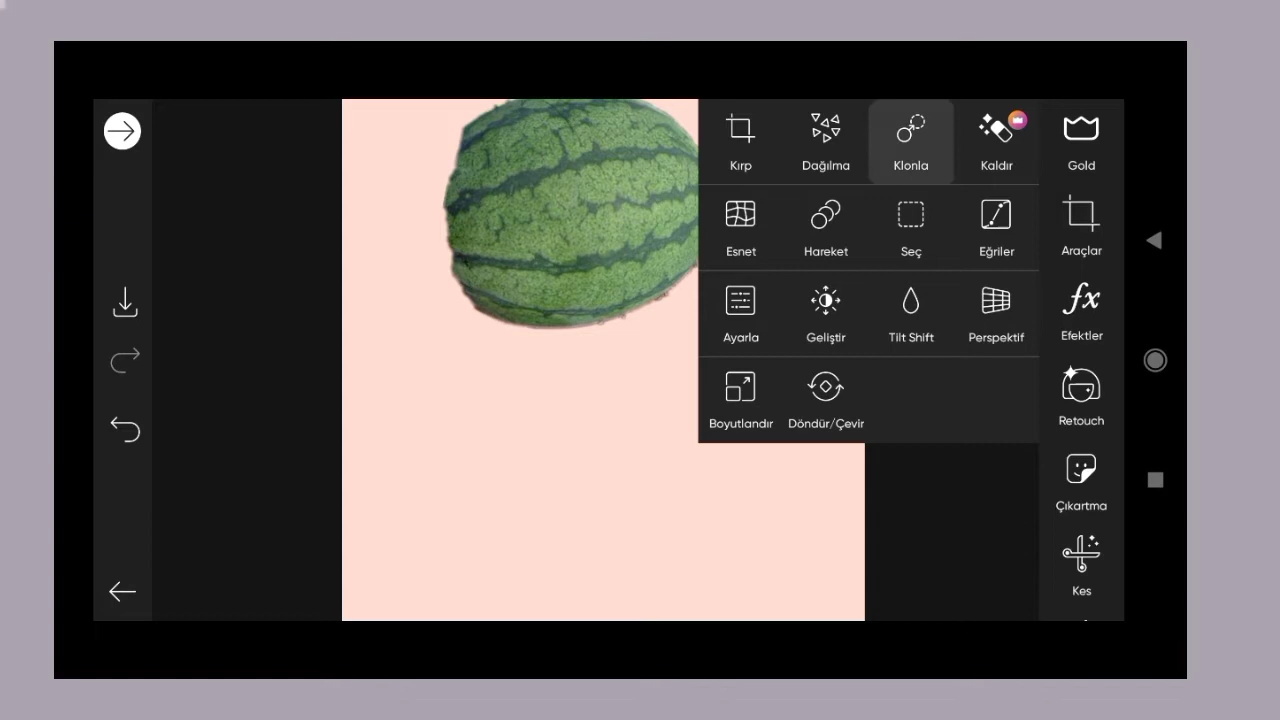 Kırp
Dağılma
Klonla
Kaldır
Gold
Esnet
Hareket
Seç
Eğriler
Araçlar
Ayarla
Geliştir
Tilt Shift
Perspektif
fx
Efektler
Boyutlandır
Döndür/Çevir
Retouch
Çıkartma
Kes